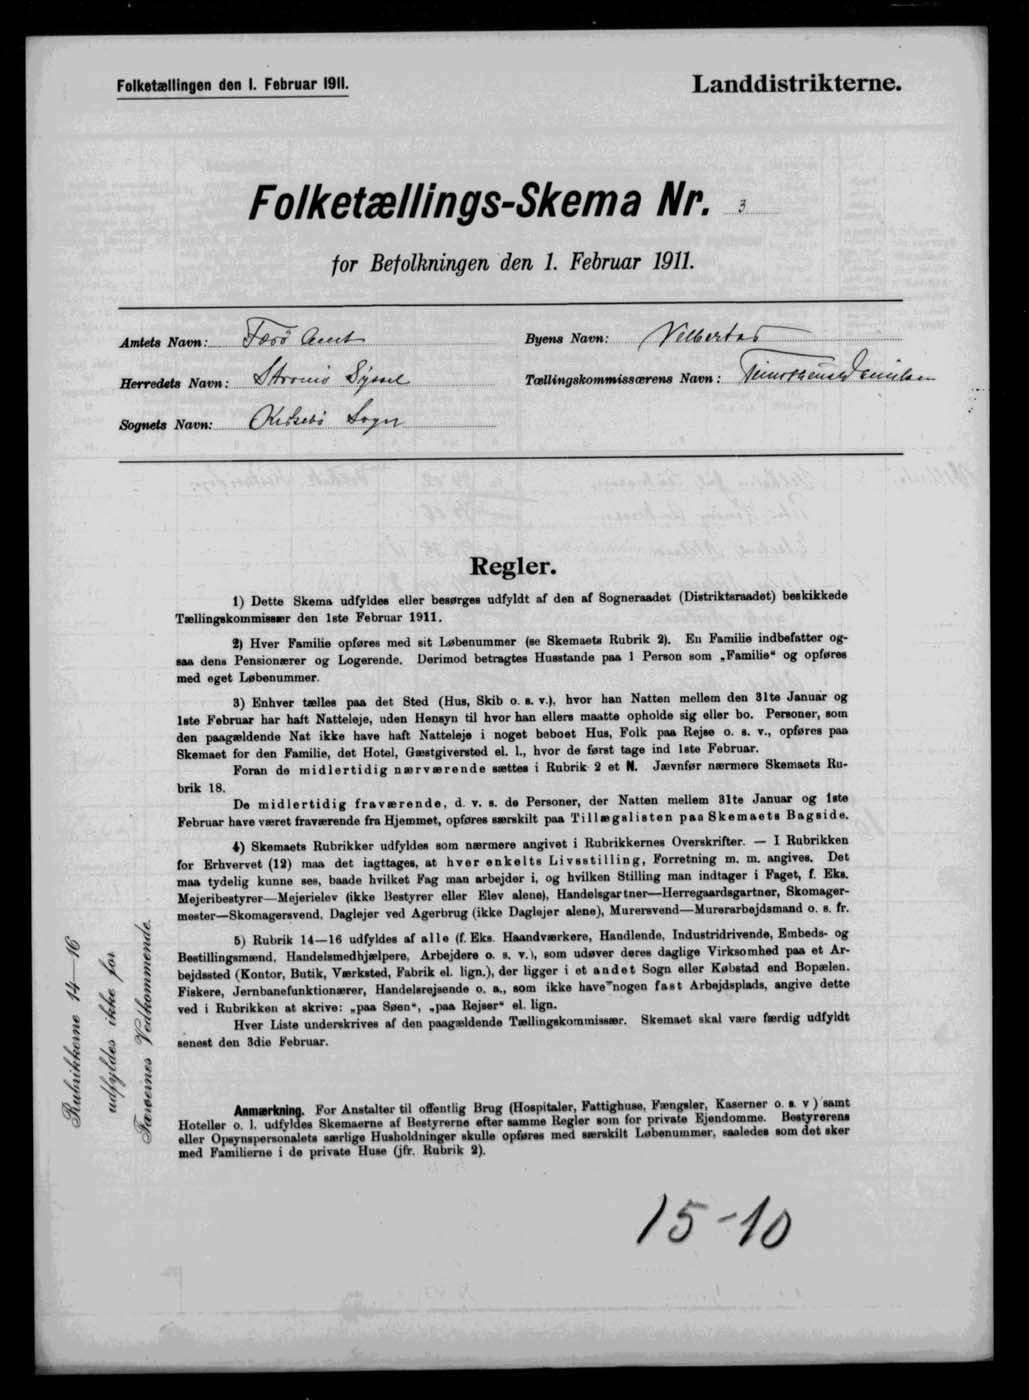 Folketællingen den 1. Februar 1911.
Landdistrikterne.
Folketællings-Skema Nr. 3
for Befolkningen den 1. Februar 1911.
Amtets Navn: Færö Amt
Byens Navn: Velbertad
Herredets Navn: Strømö Syssel
Tællingskommissærens Navn: Danielsen
Sognets Navn: Sogn
Regler.
1) Dette Skema udfyldes eller besørges udfyldt af den af Sogneraadet (Distriktsraadet) beskikkede
Tællingskommissær den 1ste Februar 1911.
2) Hver Familie opføres med sit Løbenummer (se Skemaets Rubrik 2). En Familie indbefatter og-
saa dens Pensionærer og Logerende. Derimod betragtes Husstande paa 1 Person som „Familie“ og opføres
med eget Løbenummer.
3) Enhver tælles paa det Sted (Hus, Skib o. s. v.), hvor han Natten mellem den 31te Januar og
1ste Februar har haft Natteleje, uden Hensyn til hvor han ellers maatte opholde sig eller bo. Personer, som
den paagældende Nat ikke have haft Natteleje i noget beboet Hus, Folk paa Rejse o. s. v., opføres paa
Skemaet for den Familie, det Hotel, Gæstgiversted el. l., hvor de først tage ind 1ste Februar.
Foran de midlertidig nærværende sættes i Rubrik 2 et N. Jævnfør nærmere Skemaets Ru-
brik 18.
De midlertidig fraværende, d. v. s. de Personer, der Natten mellem 31te Januar og 1ste
Februar have været fraværende fra Hjemmet, opføres særskilt paa Tillægslisten paa Skemaets Bagside.
4) Skemaets Rubrikker udfyldes som nærmere angivet i Rubrikkernes Overskrifter. — I Rubrikken
for Erhvervet (12) maa det iagttages, at hver enkelts Livsstilling, Forretning m. m. angives. Det
maa tydelig kunne ses, baade hvilket Fag man arbejder i, og hvilken Stilling man indtager i Faget, f. Eks.
Mejeribestyrer—Mejerielev (ikke Bestyrer eller Elev alene), Handelsgartner—Herregaardsgartner, Skomager-
mester—Skomagersvend, Daglejer ved Agerbrug (ikke Daglejer alene), Murersvend—Murerarbejdsmand o. s. fr.
5) Rubrik 14—16 udfyldes af alle (f. Eks. Haandværkere, Handlende, Industridrivende, Embeds- og
Bestillingsmænd, Handelsmedhjælpere, Arbejdere o. s. v.), som udøver deres daglige Virksomhed paa et Ar-
bejdssted (Kontor, Butik, Værksted, Fabrik el. lign.), der ligger i et andet Sogn eller Købstad end Bopælen.
Fiskere, Jernbanefunktionærer, Handelsrejsende o. a., som ikke have nogen fast Arbejdsplads, angive dette
ved i Rubrikken at skrive: „paa Søen“, „paa Rejser“ el. lign.
Hver Liste underskrives af den paagældende Tællingskommissær. Skemaet skal være færdig udfyldt
senest den 3die Februar.
Rubrikkerne 14—16
udfyldes ikke for
Færøernes Vedkommende.
Anmærkning. For Anstalter til offentlig Brug (Hospitaler, Fattighuse, Fængsler, Kaserner o. s. v ) samt
Hoteller o. l. udfyldes Skemaerne af Bestyrerne efter samme Regler som for private Ejendomme. Bestyrerens
eller Opsynspersonalets særlige Husholdninger skulle opføres med særskilt Løbenummer, saaledes som det sker
med Familierne i de private Huse (jfr. Rubrik 2).
15-10